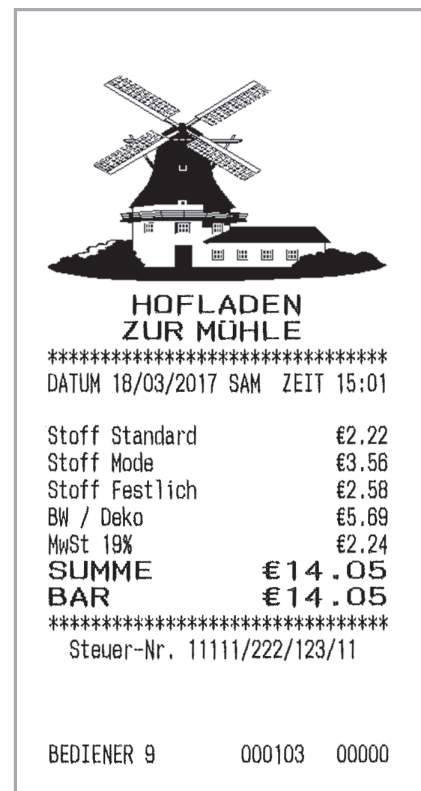 HOFLADEN
ZUR MÜHLE
********************************
DATUM 18/03/2017 SAM ZEIT 15:01
Stoff Standard €2.22
Stoff Mode €3.56
Stoff Festlich €2.58
BW / Deko €5.69
MwSt 19% €2.24
SUMME €14.05
BAR €14.05
********************************
Steuer-Nr. 11111/222/123/11
BEDIENER 9 000103 00000